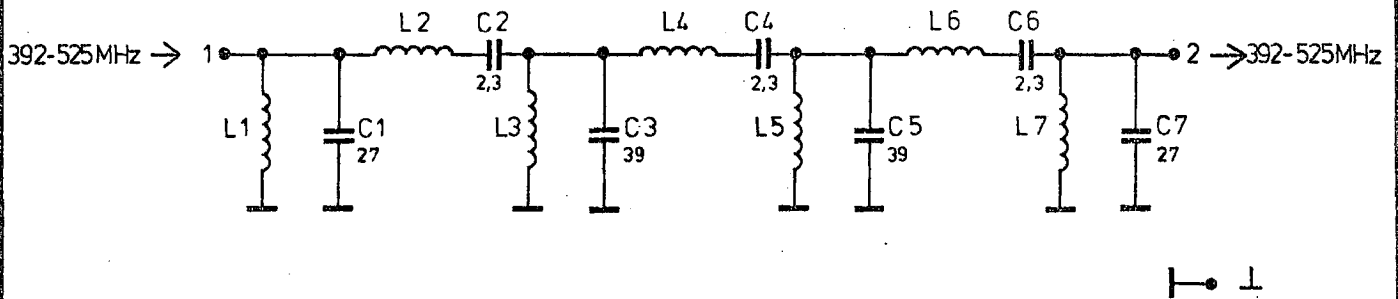 L2 C2 L4 C4 L6 C6
392-525MHz → 1 2 → 392-525MHz
2,3 2,3 2,3
L1 C1 L3 C3 L5 C5 L7 C7
27 39 39 27